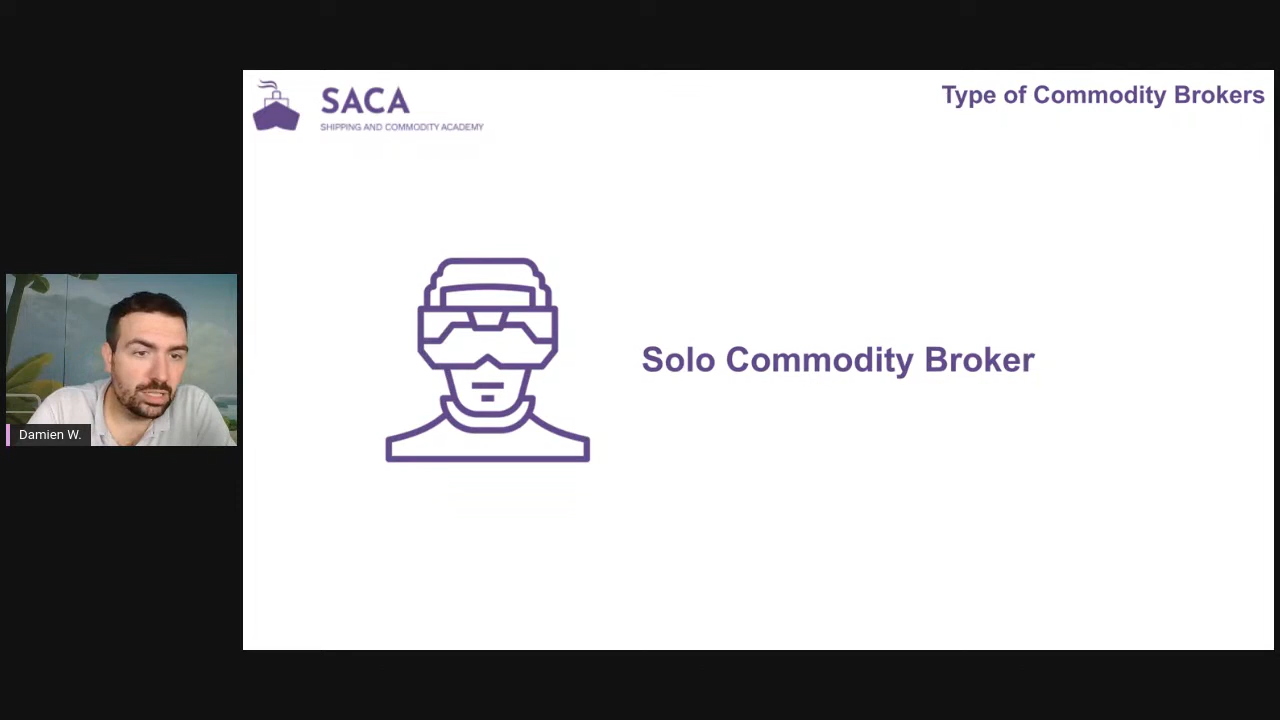 SACA
SHIPPING AND COMMODITY ACADEMY
Type of Commodity Brokers
Solo Commodity Broker
Damien W.